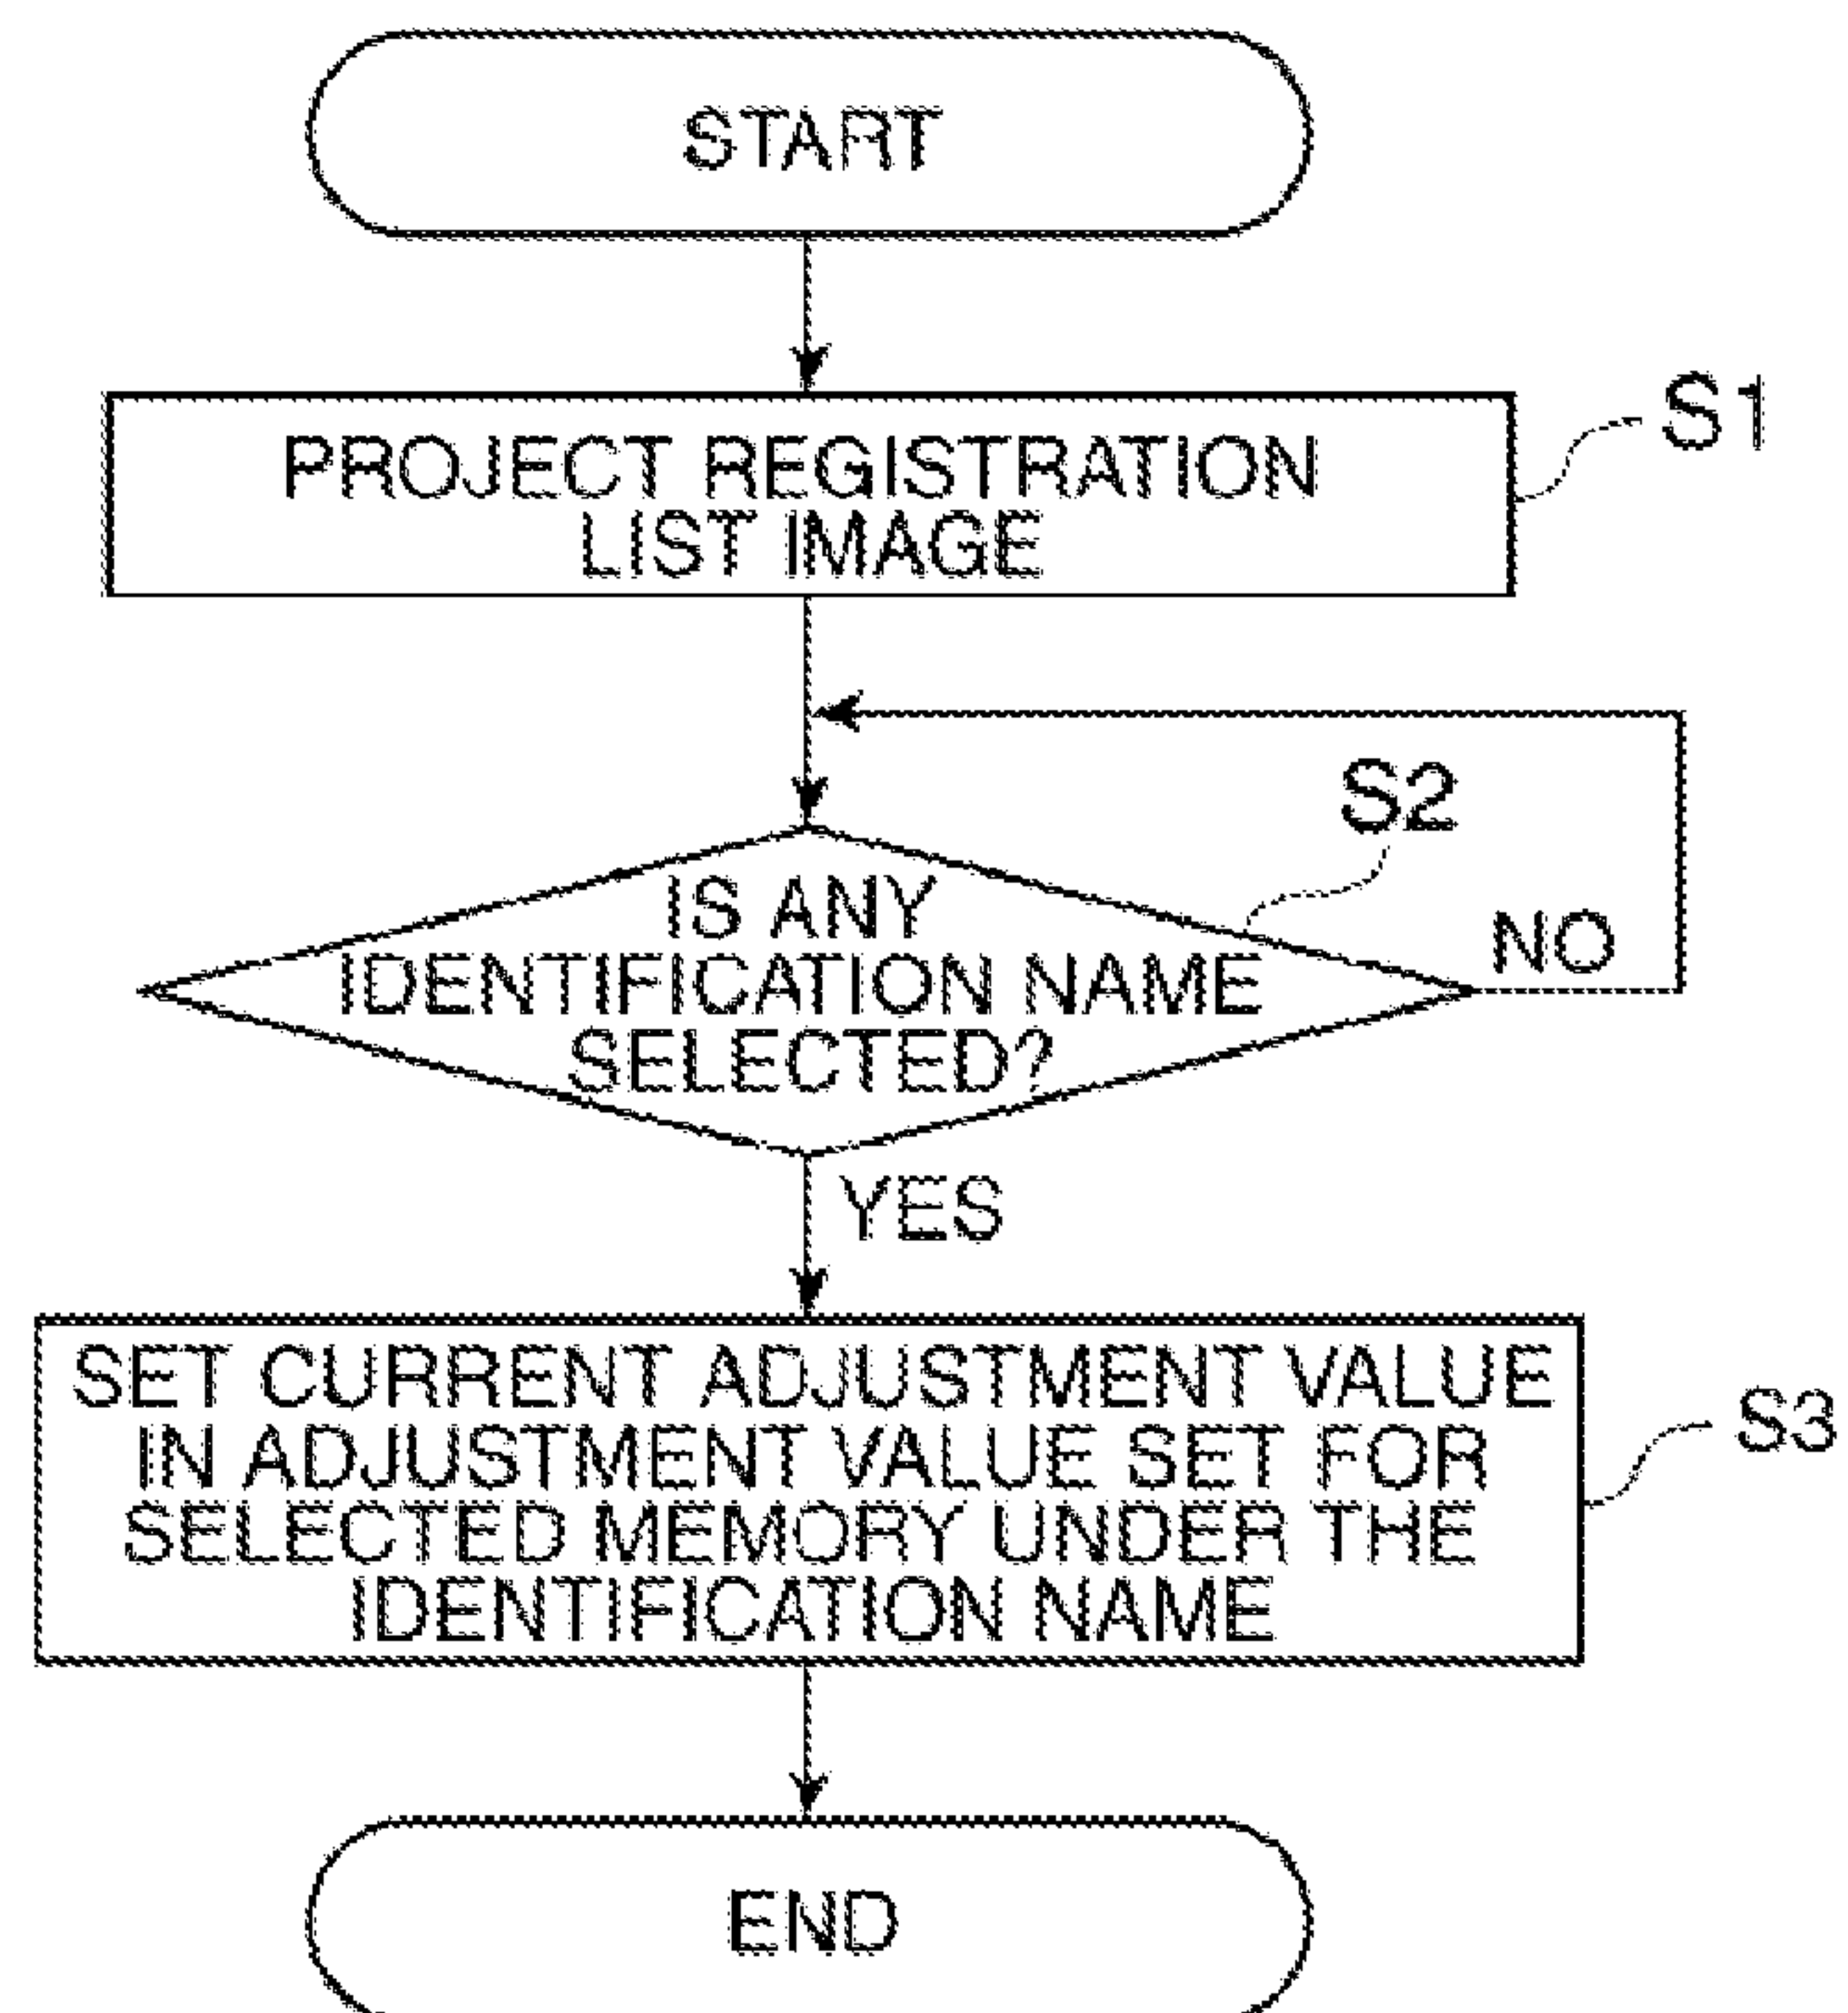 START
PROJECT REGISTRATION
LIST IMAGE
S1
S2
IS ANY
IDENTIFICATION NAME
SELECTED?
NO
YES
SET CURRENT ADJUSTMENT VALUE
IN ADJUSTMENT VALUE SET FOR
SELECTED MEMORY UNDER THE
IDENTIFICATION NAME
S3
END